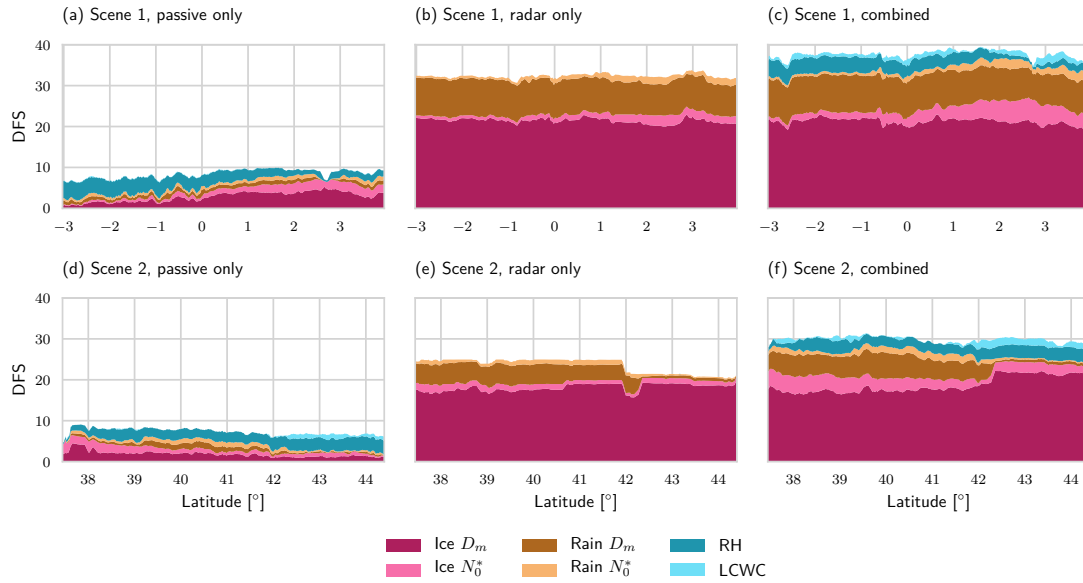 (a) Scene 1, passive only
(b) Scene 1, radar only
(c) Scene 1, combined
DFS
40
30
20
10
0
−3 −2 −1 0 1 2 3
−3 −2 −1 0 1 2 3
−3 −2 −1 0 1 2 3
(d) Scene 2, passive only
(e) Scene 2, radar only
(f) Scene 2, combined
DFS
40
30
20
10
0
38 39 40 41 42 43 44
38 39 40 41 42 43 44
38 39 40 41 42 43 44
Latitude [°]
Latitude [°]
Latitude [°]
Ice $D_m$
Ice $N_0^*$
Rain $D_m$
Rain $N_0^*$
RH
LCWC